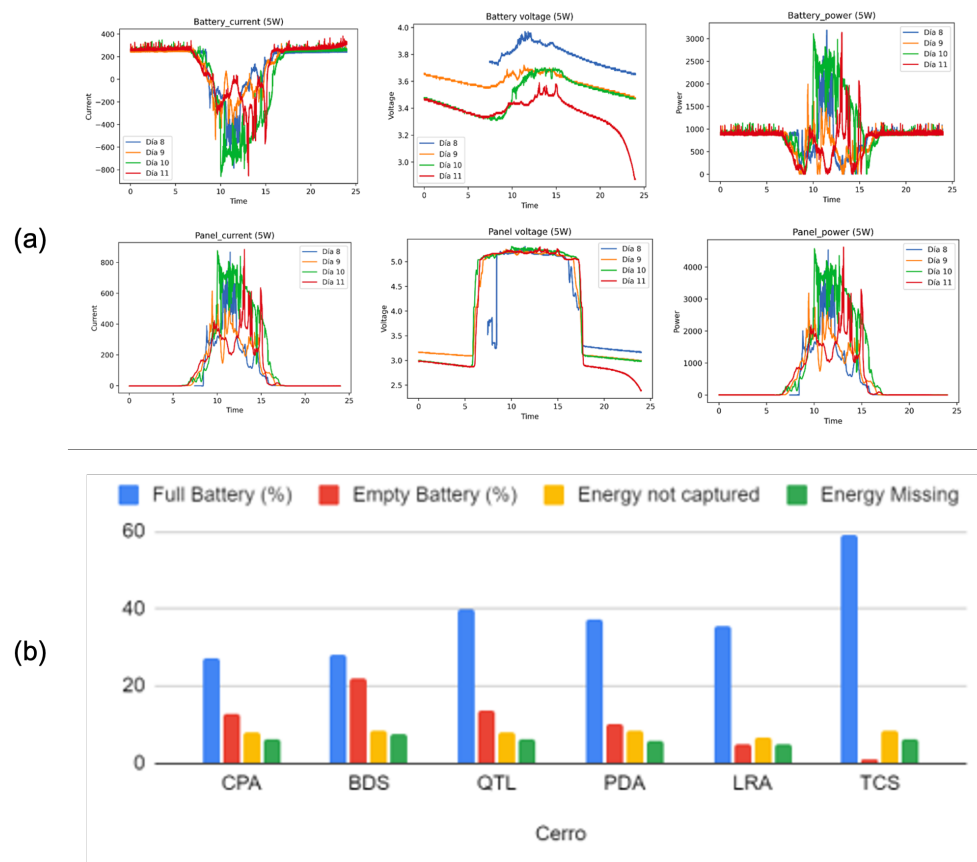 (a)
Battery_current (5W)
Current
400
200
0
−200
−400
−600
−800
Día 8
Día 9
Día 10
Día 11
0
5
10
15
20
25
Time
Battery voltage (5W)
Voltage
4.0
3.8
3.6
3.4
3.2
3.0
Día 8
Día 9
Día 10
Día 11
0
5
10
15
20
25
Time
Battery_power (5W)
Power
3000
2500
2000
1500
1000
500
0
Día 8
Día 9
Día 10
Día 11
0
5
10
15
20
25
Time
Panel_current (5W)
Current
800
600
400
200
0
Día 8
Día 9
Día 10
Día 11
0
5
10
15
20
25
Time
Panel voltage (5W)
Voltage
5.0
4.5
4.0
3.5
3.0
2.5
Día 8
Día 9
Día 10
Día 11
0
5
10
15
20
25
Time
Panel_power (5W)
Power
4000
3000
2000
1000
0
Día 8
Día 9
Día 10
Día 11
0
5
10
15
20
25
Time
(b)
Full Battery (%) Empty Battery (%) Energy not captured Energy Missing
60
40
20
0
CPA BDS QTL PDA LRA TCS
Cerro